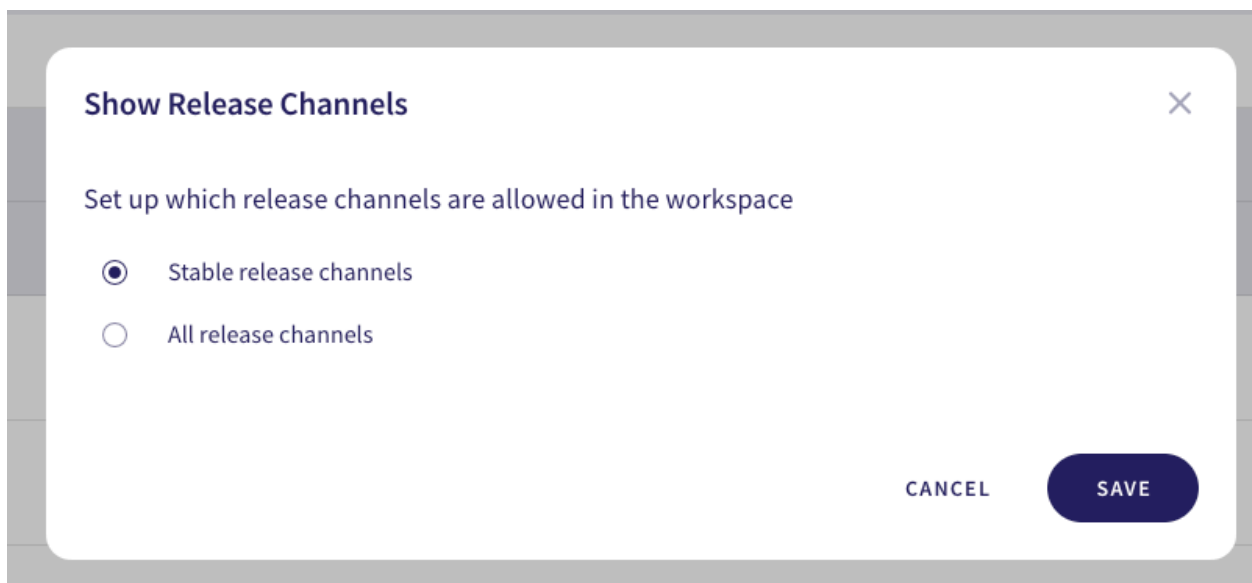 Show Release Channels
Set up which release channels are allowed in the workspace
Stable release channels
All release channels
CANCEL SAVE